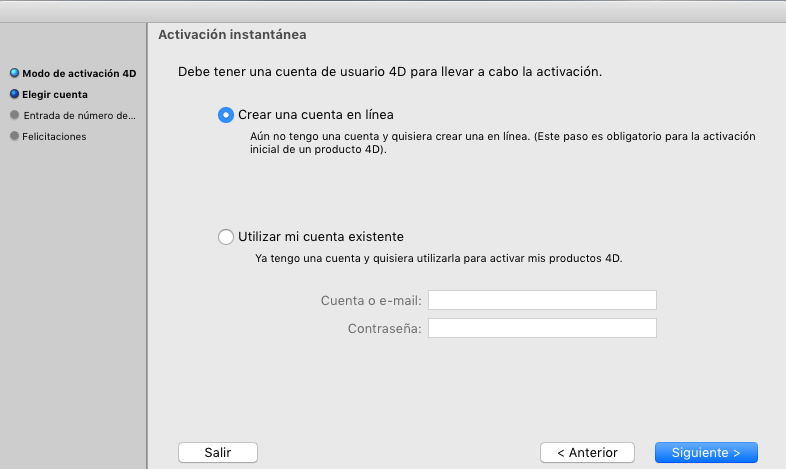 Activación instantánea
Modo de activación 4D
Elegir cuenta
Entrada de número de...
Felicitaciones
Debe tener una cuenta de usuario 4D para llevar a cabo la activación.
Crear una cuenta en línea
Aún no tengo una cuenta y quisiera crear una en línea. (Este paso es obligatorio para la activación
inicial de un producto 4D).
Utilizar mi cuenta existente
Ya tengo una cuenta y quisiera utilizarla para activar mis productos 4D.
Cuenta o e-mail:
Contraseña:
Salir
< Anterior
Siguiente >